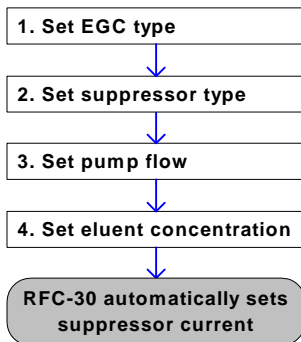 1. Set EGC type
2. Set suppressor type
3. Set pump flow
4. Set eluent concentration
RFC-30 automatically sets
suppressor current